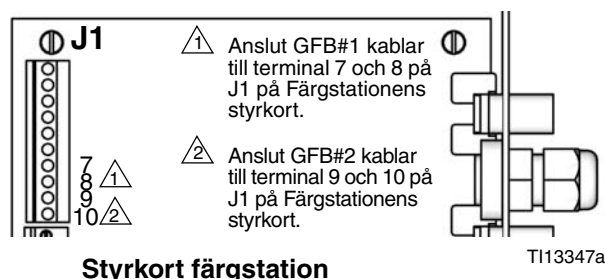 J1
1 Anslut GFB#1 kablar
till terminal 7 och 8 på
J1 på Färgstationens
styrkort.
2 Anslut GFB#2 kablar
till terminal 9 och 10 på
J1 på Färgstationens
styrkort.
7
8 1
9
10 2
TI13347a
Styrkort färgstation